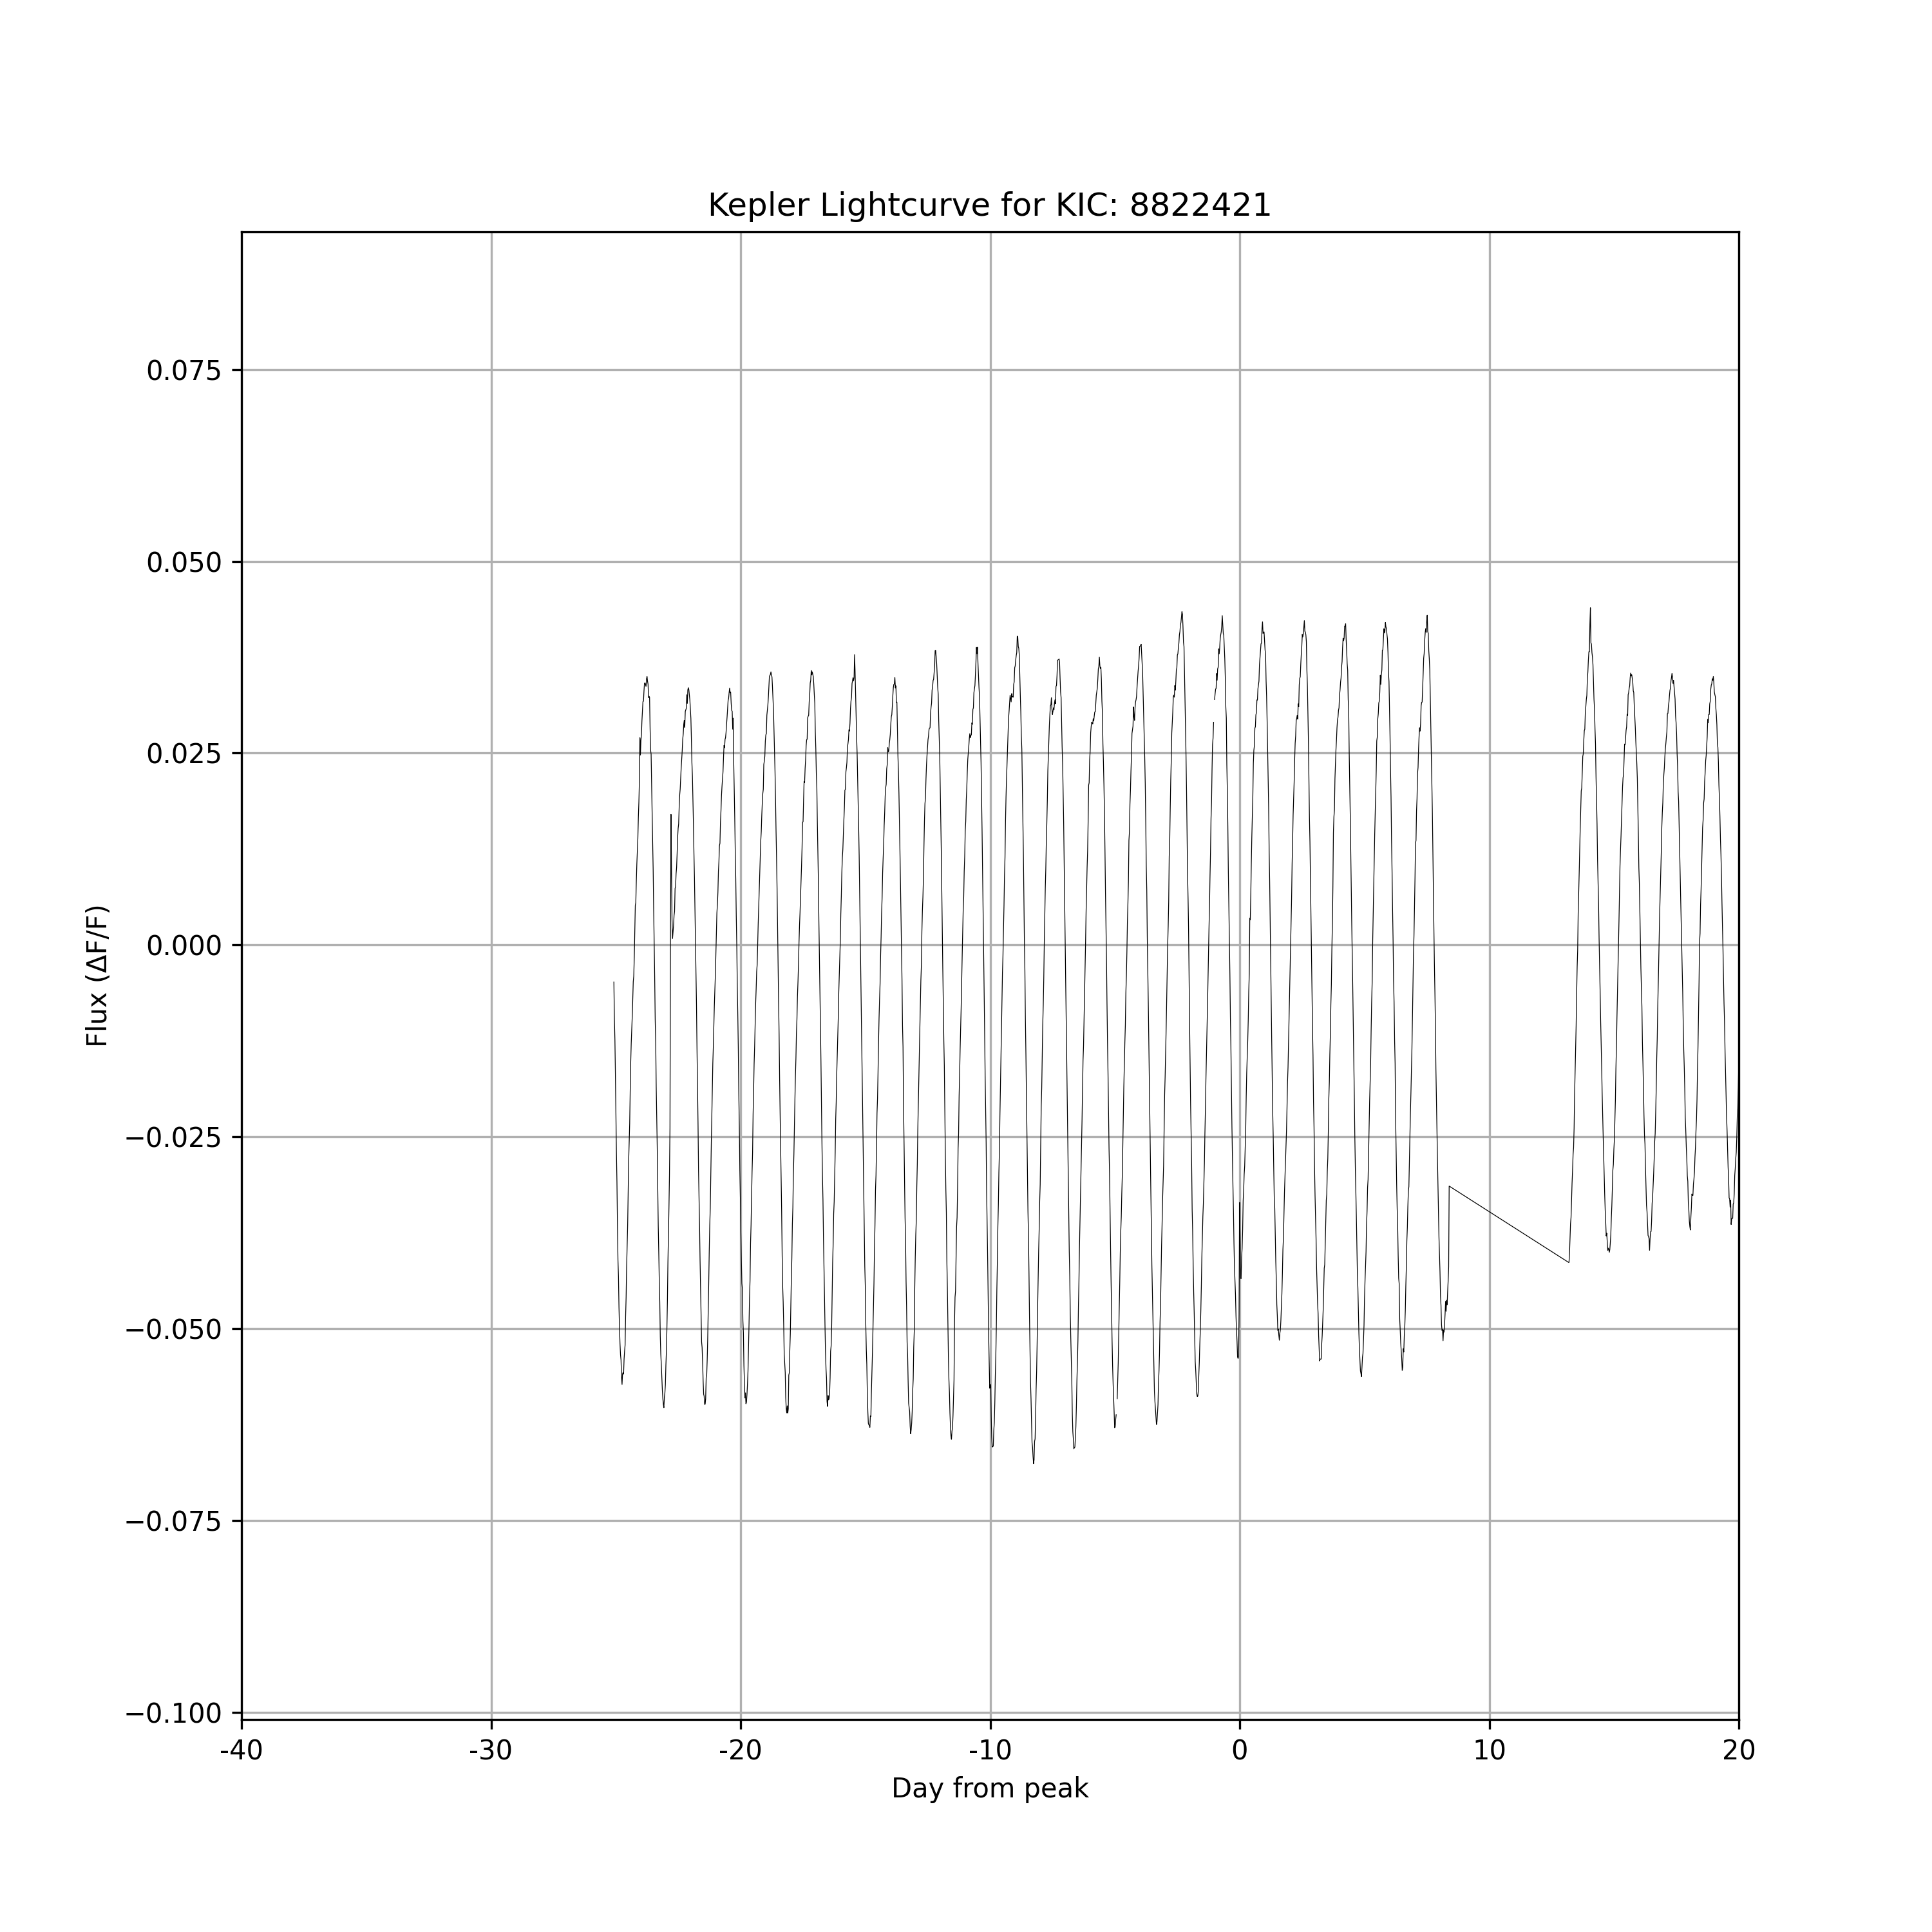 Kepler Lightcurve for KIC: 8822421
0.075
0.050
0.025
0.000
−0.025
−0.050
−0.075
−0.100
Flux (ΔF/F)
-40 -30 -20 -10 0 10 20
Day from peak